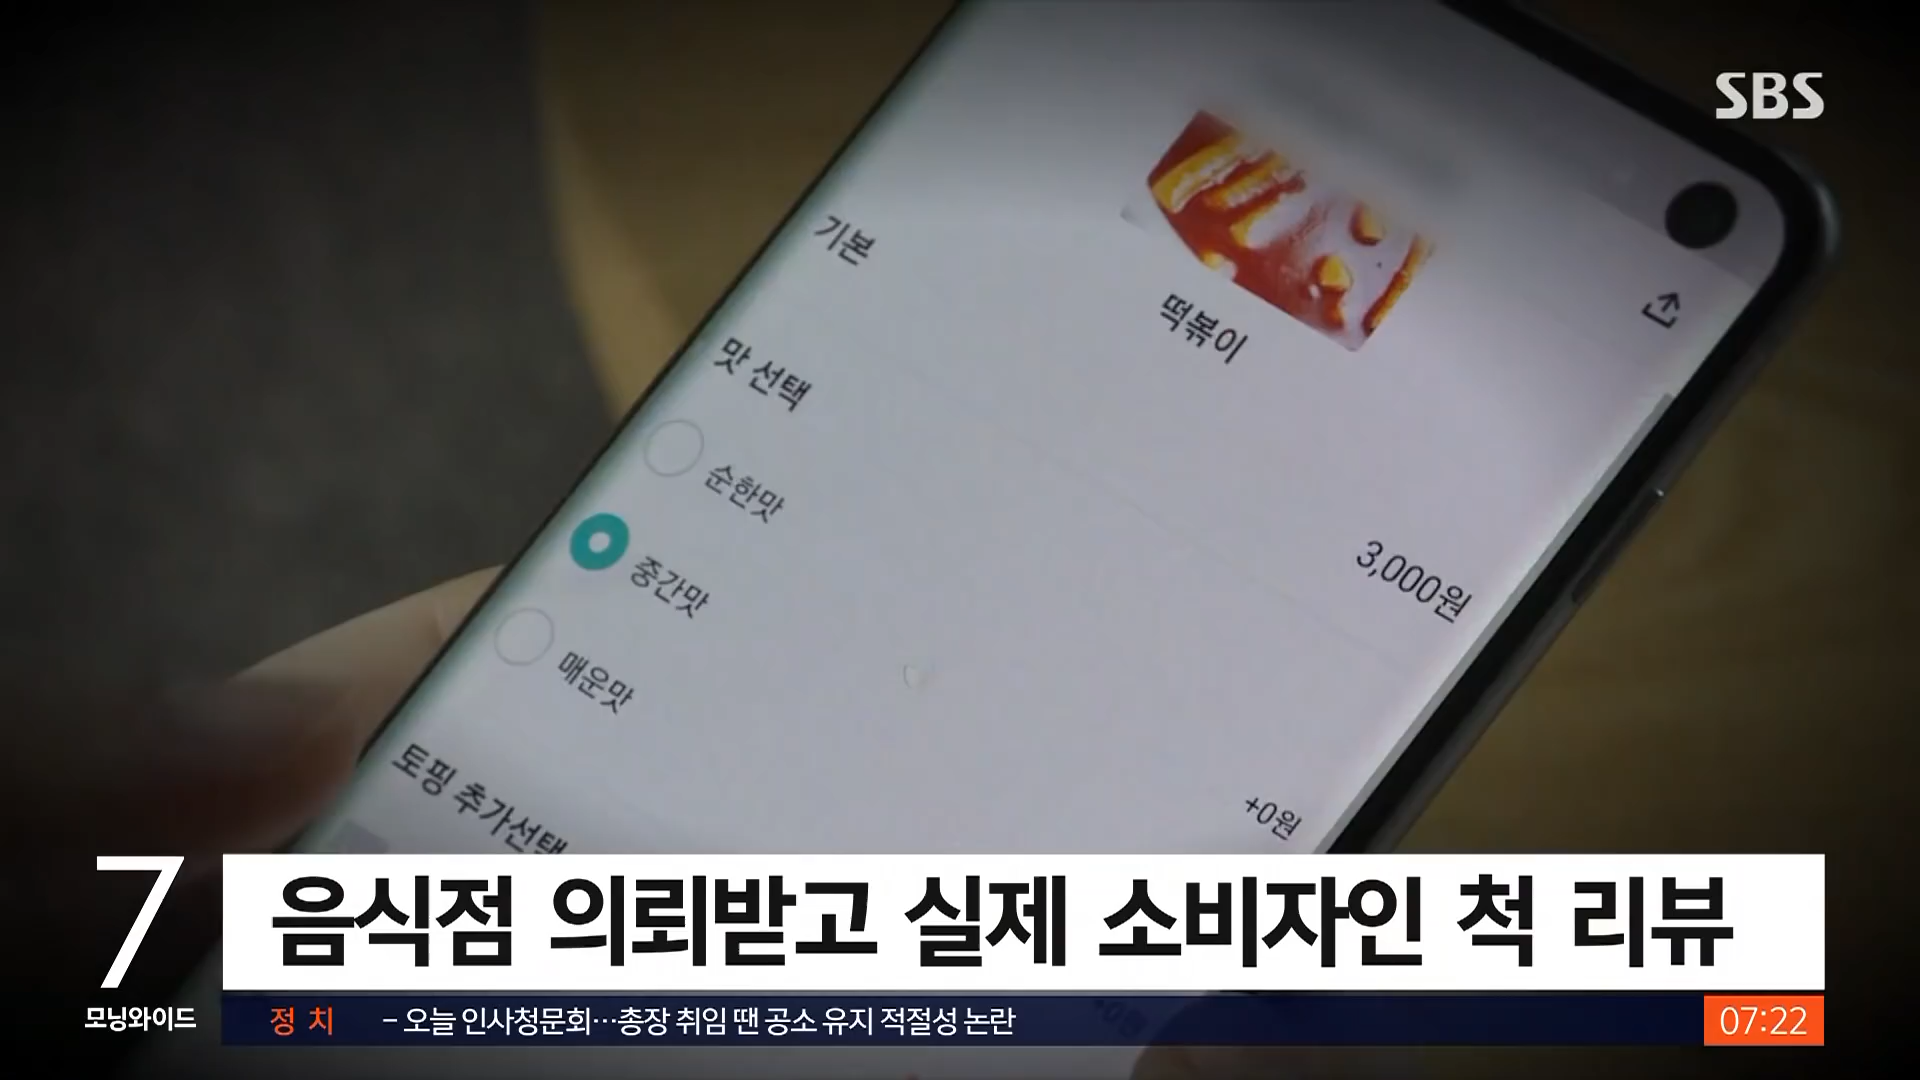 SBS
떡볶이
기본
3,000원
맛 선택
순한맛
중간맛
매운맛
+0원
토핑 추가선택
+0원
7
모닝와이드
음식점 의뢰받고 실제 소비자인 척 리뷰
정치
- 오늘 인사청문회…총장 취임 땐 공소 유지 적절성 논란
07:22